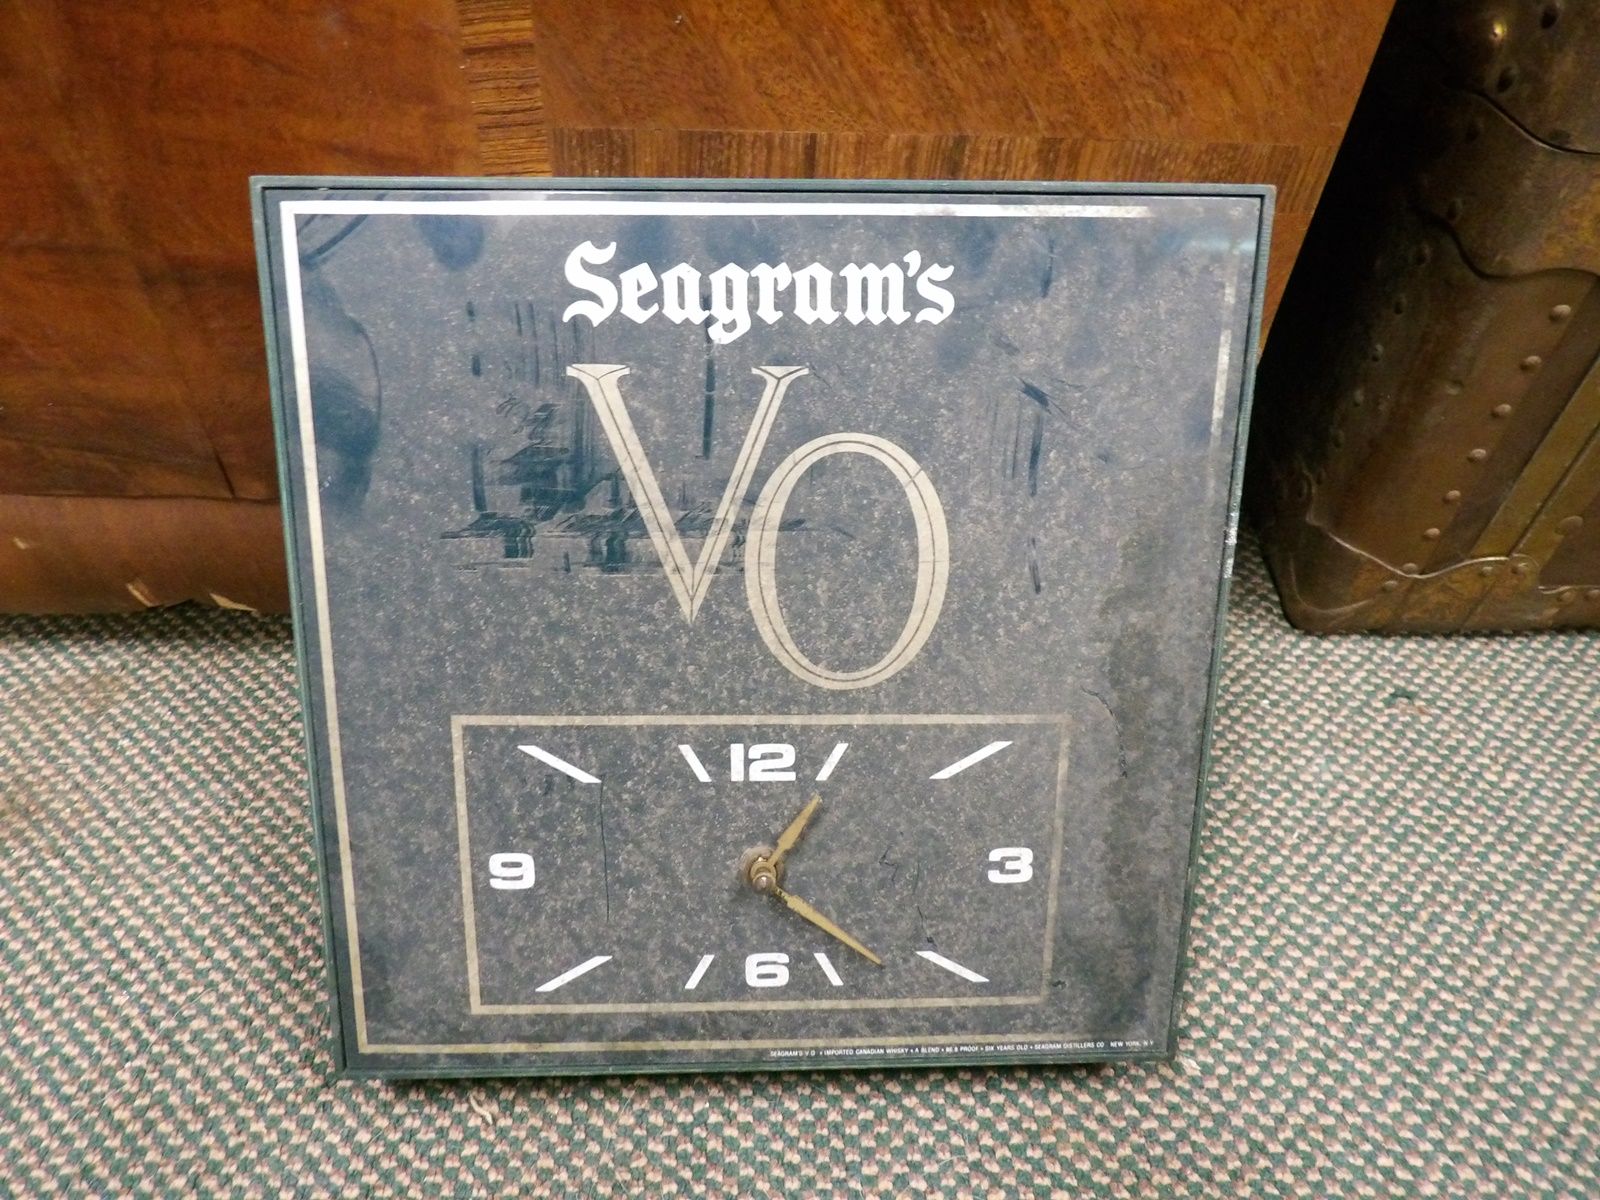 Seagram's
VO
12
9 3
6
SEAGRAM'S V O • IMPORTED CANADIAN WHISKY • A BLEND • 86.8 PROOF • SIX YEARS OLD • SEAGRAM DISTILLERS CO NEW YORK, N Y